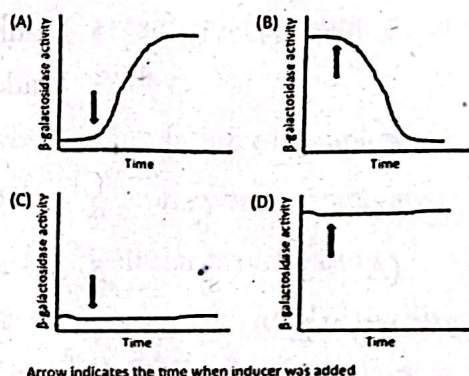 (A)
β-galactosidase activity
Time
(B)
β-galactosidase activity
Time
(C)
β-galactosidase activity
Time
(D)
β-galactosidase activity
Time
Arrow indicates the time when inducer was added